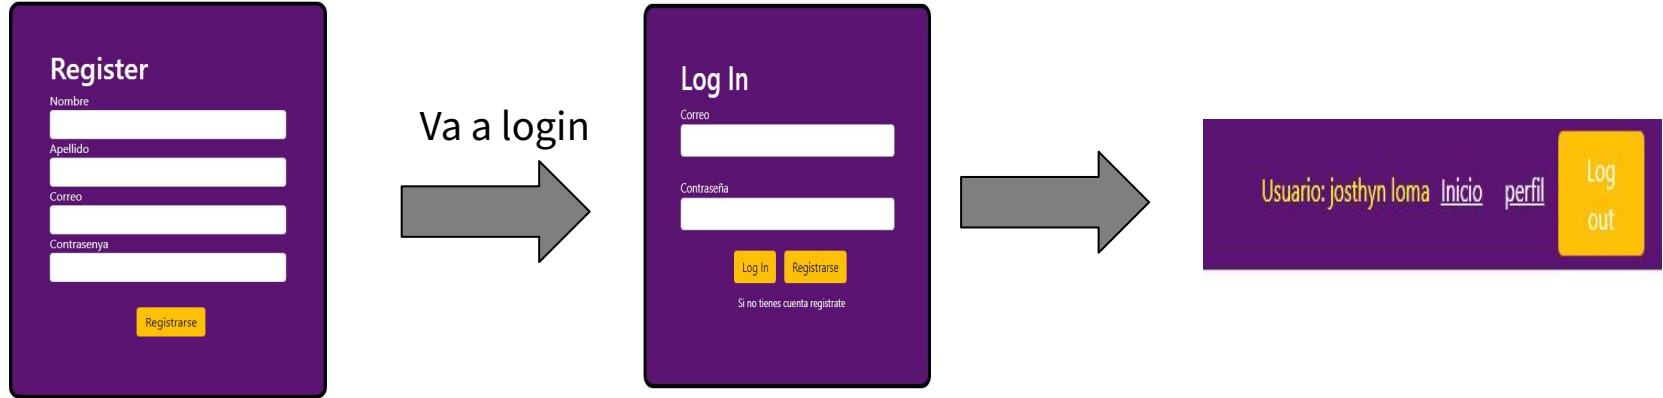 Register
Nombre
Apellido
Correo
Contrasenya
Registrarse
Va a login
Log In
Correo
Contraseña
Log In Registrarse
Si no tienes cuenta registrate
Usuario: josthyn loma Inicio perfil
Log
out